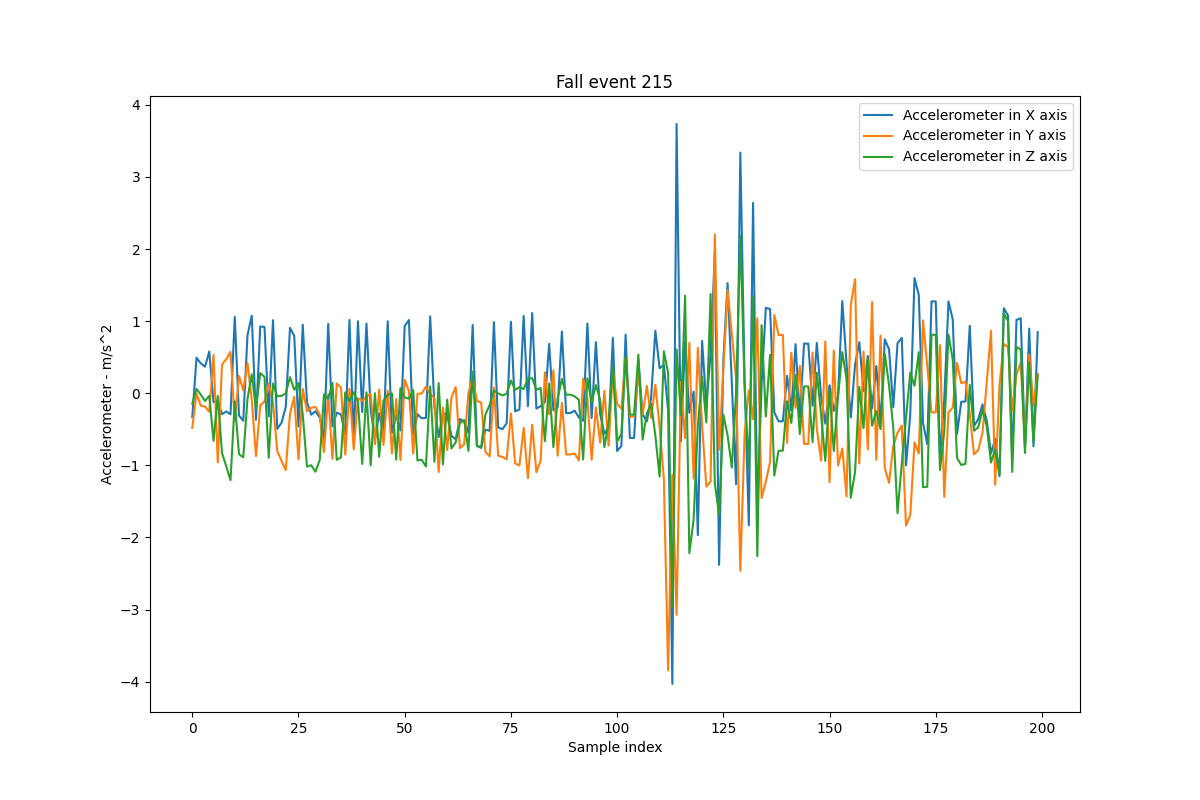 Fall event 215
Accelerometer in X axis
Accelerometer in Y axis
Accelerometer in Z axis
4
3
2
1
0
−1
−2
−3
−4
Accelerometer - m/s^2
0 25 50 75 100 125 150 175 200
Sample index